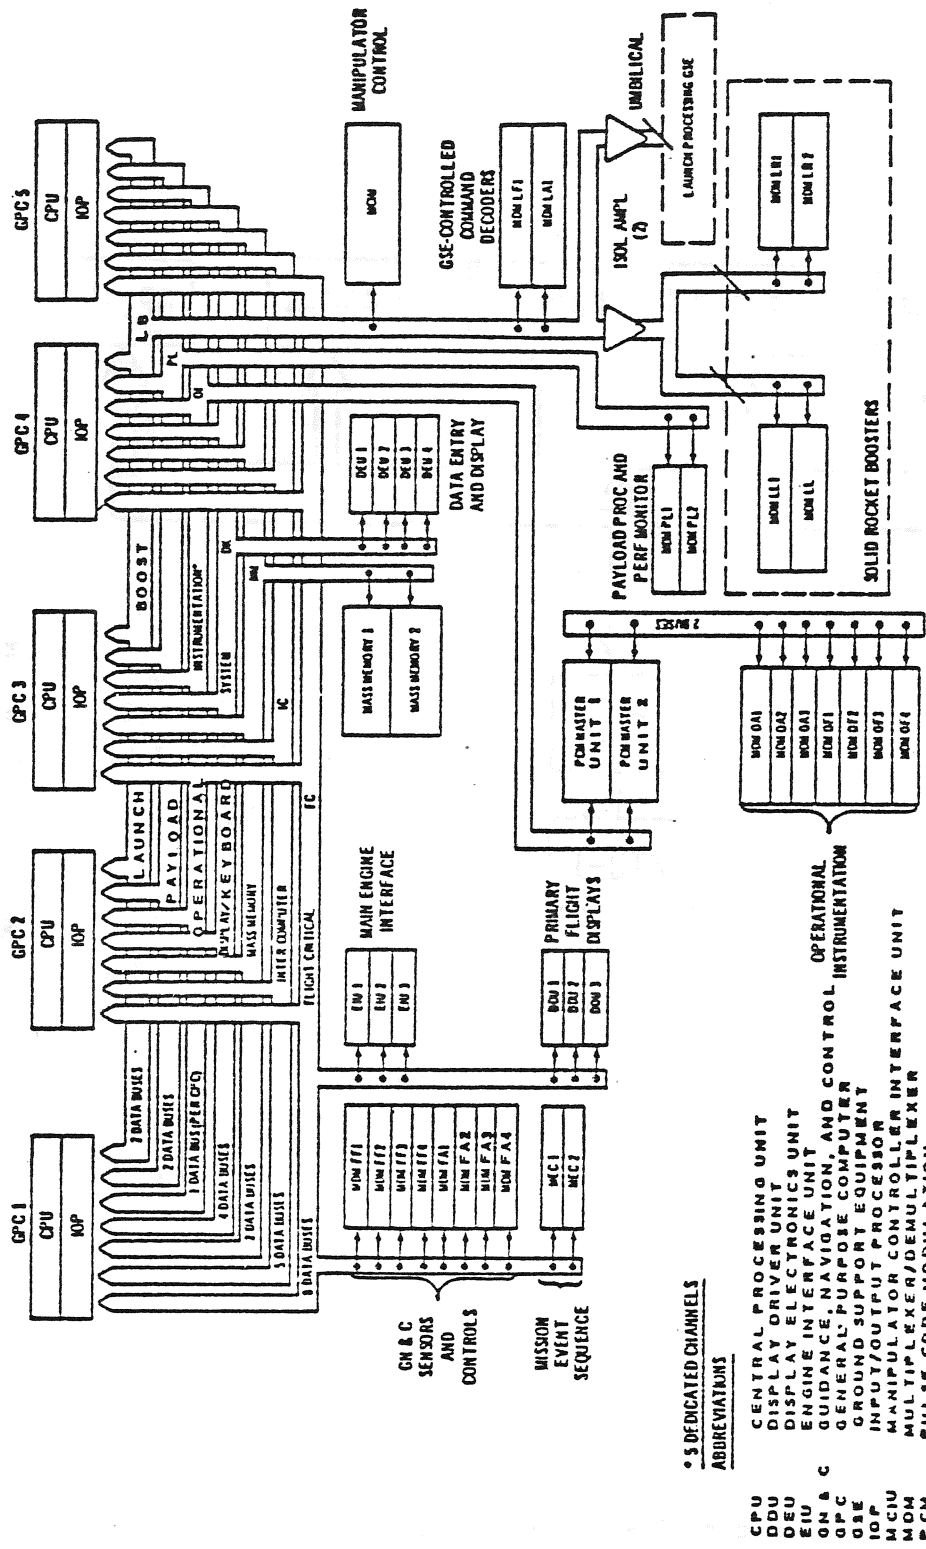 GPC 1
CPU
IOP
GPC 2
CPU
IOP
GPC 3
CPU
IOP
GPC 4
CPU
IOP
GPC 5
CPU
IOP
2 DATA BUSES
LAUNCH
BOOST
L B
2 DATA BUSES
PAYLOAD
PL
1 DATA BUS (PER GPC)
OPERATIONAL
INSTRUMENTATION*
OI
4 DATA BUSES
DISPLAY/KEYBOARD
SYSTEM
DK
2 DATA BUSES
MASS MEMORY
MM
5 DATA BUSES
INTER COMPUTER
IC
8 DATA BUSES
FLIGHT CRITICAL
FC
MDM FF1
MDM FF2
MDM FF3
MDM FF4
MDM FA1
MDM FA2
MDM FA3
MDM FA4
GN & C
SENSORS
AND
CONTROLS
MEC 1
MEC 2
MISSION
EVENT
SEQUENCE
MAIN ENGINE
INTERFACE
EIU 1
EIU 2
EIU 3
PRIMARY
FLIGHT
DISPLAYS
DDU 1
DDU 2
DDU 3
MASS MEMORY 1
MASS MEMORY 2
DEU 1
DEU 2
DEU 3
DEU 4
DATA ENTRY
AND DISPLAY
MANIPULATOR
CONTROL
MDM
GSE-CONTROLLED
COMMAND
DECODERS
MDM LF1
MDM LA1
ISOL AMPL
(2)
UMBILICAL
LAUNCH PROCESSING GSE
PAYLOAD PROC AND
PERF MONITOR
MDM PL1
MDM PL2
MDM LL1
MDM LL
MDM LR1
MDM LR2
SOLID ROCKET BOOSTERS
PCM MASTER
UNIT 1
PCM MASTER
UNIT 2
2 BUSES
MDM OA1
MDM OA2
MDM OA3
MDM OF1
MDM OF2
MDM OF3
MDM OF4
OPERATIONAL
INSTRUMENTATION
* 5 DEDICATED CHANNELS
ABBREVIATIONS
CPU CENTRAL PROCESSING UNIT
DDU DISPLAY DRIVER UNIT
DEU DISPLAY ELECTRONICS UNIT
EIU ENGINE INTERFACE UNIT
GN & C GUIDANCE, NAVIGATION, AND CONTROL
GPC GENERAL PURPOSE COMPUTER
GSE GROUND SUPPORT EQUIPMENT
IOP INPUT/OUTPUT PROCESSOR
MCIU MANIPULATOR CONTROLLER INTERFACE UNIT
MDM MULTIPLEXER/DEMULTIPLEXER
PCM PULSE CODE MODULATION